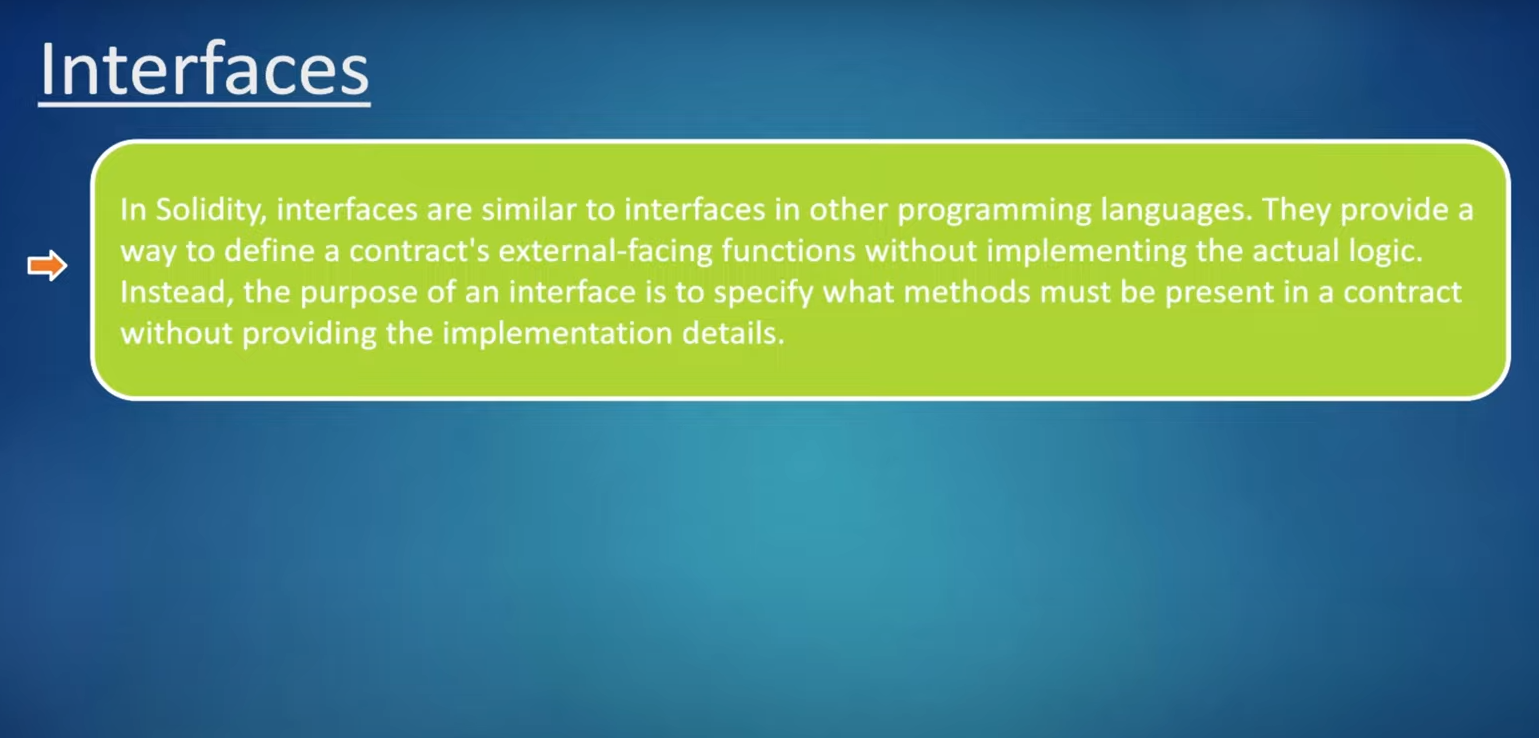 Interfaces
In Solidity, interfaces are similar to interfaces in other programming languages. They provide a
way to define a contract's external-facing functions without implementing the actual logic.
Instead, the purpose of an interface is to specify what methods must be present in a contract
without providing the implementation details.